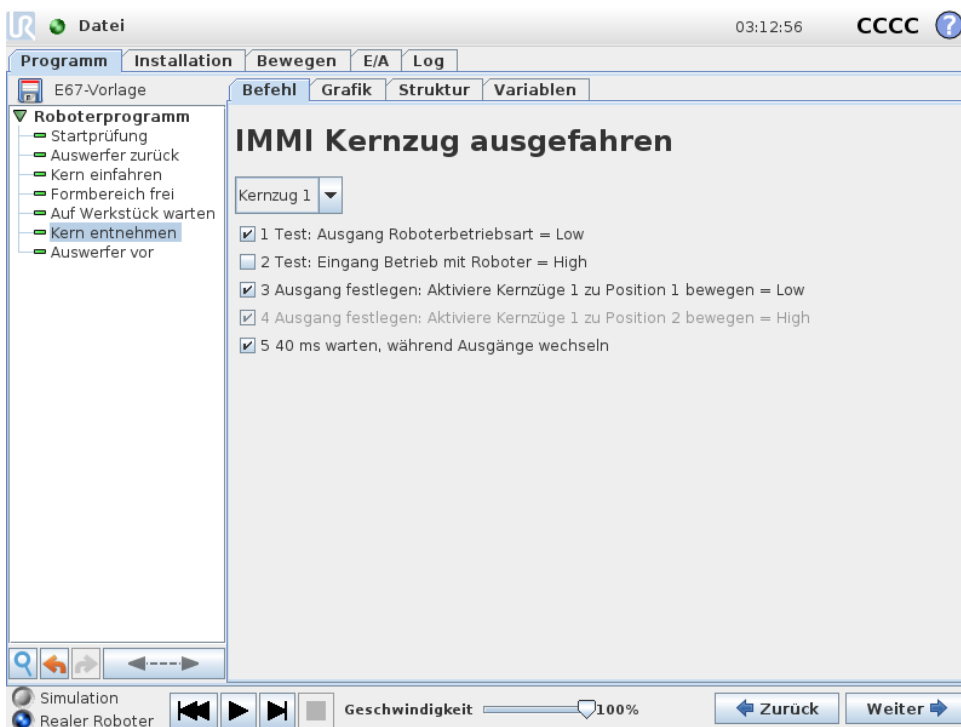 UR Datei 03:12:56 CCCC ?
Programm Installation Bewegen E/A Log
E67-Vorlage
Befehl Grafik Struktur Variablen
Roboterprogramm
Startprüfung
Auswerfer zurück
Kern einfahren
Formbereich frei
Auf Werkstück warten
Kern entnehmen
Auswerfer vor
IMMI Kernzug ausgefahren
Kernzug 1
1 Test: Ausgang Roboterbetriebsart = Low
2 Test: Eingang Betrieb mit Roboter = High
3 Ausgang festlegen: Aktiviere Kernzüge 1 zu Position 1 bewegen = Low
4 Ausgang festlegen: Aktiviere Kernzüge 1 zu Position 2 bewegen = High
5 40 ms warten, während Ausgänge wechseln
Simulation
Realer Roboter
Geschwindigkeit 100%
Zurück Weiter